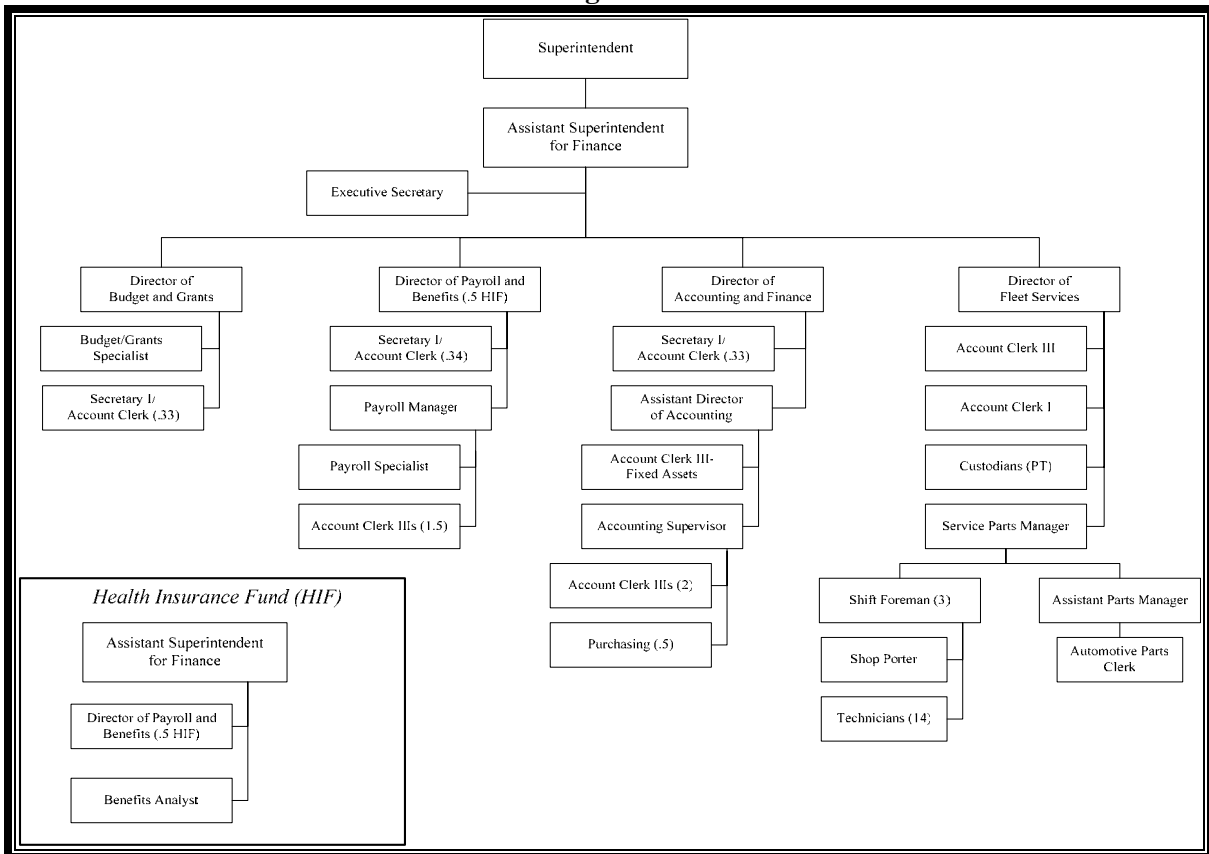 Superintendent
Assistant Superintendent
for Finance
Executive Secretary
Director of
Budget and Grants
Director of Payroll and
Benefits (.5 HIF)
Director of
Accounting and Finance
Director of
Fleet Services
Budget/Grants
Specialist
Secretary I/
Account Clerk (.33)
Secretary I/
Account Clerk (.34)
Payroll Manager
Payroll Specialist
Account Clerk IIIs (1.5)
Secretary I/
Account Clerk (.33)
Assistant Director
of Accounting
Account Clerk III-
Fixed Assets
Accounting Supervisor
Account Clerk IIIs (2)
Purchasing (.5)
Account Clerk III
Account Clerk I
Custodians (PT)
Service Parts Manager
Shift Foreman (3)
Shop Porter
Technicians (14)
Assistant Parts Manager
Automotive Parts
Clerk
Health Insurance Fund (HIF)
Assistant Superintendent
for Finance
Director of Payroll and
Benefits (.5 HIF)
Benefits Analyst